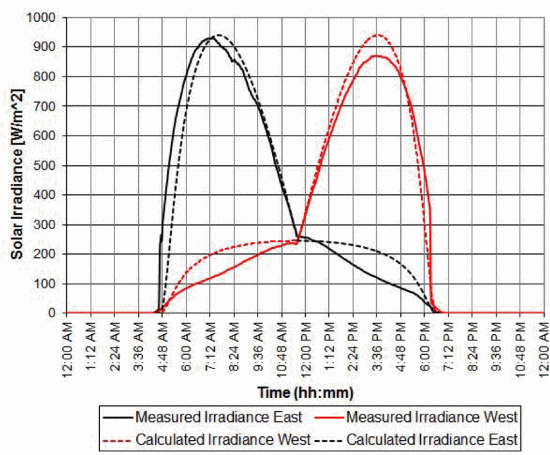 1000
900
800
700
600
500
400
300
200
100
0
Solar Irradiance [W/m^2]
12:00 AM
1:12 AM
2:24 AM
3:36 AM
4:48 AM
6:00 AM
7:12 AM
8:24 AM
9:36 AM
10:48 AM
12:00 PM
1:12 PM
2:24 PM
3:36 PM
4:48 PM
6:00 PM
7:12 PM
8:24 PM
9:36 PM
10:48 PM
12:00 AM
Time (hh:mm)
Measured Irradiance East
Measured Irradiance West
Calculated Irradiance West
Calculated Irradiance East